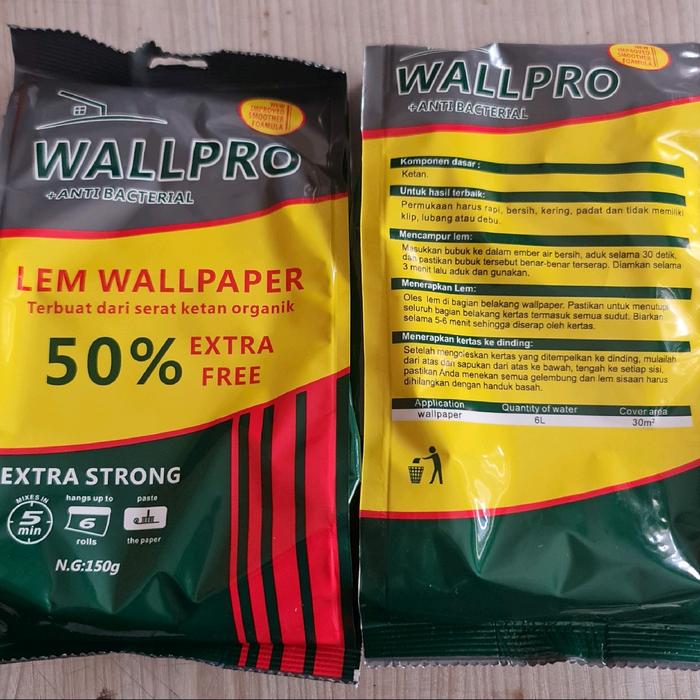 NEW
IMPROVED
SMOOTHER
FORMULA
WALLPRO
+ANTI BACTERIAL
LEM WALLPAPER
Terbuat dari serat ketan organik
50% EXTRA
FREE
EXTRA STRONG
MIXES IN
5
min
hangs up to
6
rolls
paste
the paper
N.G:150g
IMPROVED
SMOOTHER
FORMULA
WALLPRO
+ANTI BACTERIAL
Komponen dasar :
Ketan.
Untuk hasil terbaik:
Permukaan harus rapi, bersih, kering, padat dan tidak memiliki
klip, lubang atau debu.
Mencampur lem:
Masukkan bubuk ke dalam ember air bersih, aduk selama 30 detik,
dan pastikan bubuk tersebut benar-benar terserap. Diamkan selama
3 menit lalu aduk dan gunakan.
Menerapkan Lem:
Oles lem di bagian belakang wallpaper. Pastikan untuk menutupi
seluruh bagian belakang kertas termasuk semua sudut. Biarkan
selama 5-6 menit sehingga diserap oleh kertas.
Menerapkan kertas ke dinding:
Setelah mengoleskan kertas yang ditempelkan ke dinding, mulailah
dari atas dan sapukan dari atas ke bawah, tengah ke setiap sisi,
pastikan Anda menekan semua gelembung dan lem sisaan harus
dihilangkan dengan handuk basah.
Application Quantity of water Cover area
wallpaper 6L 30m²